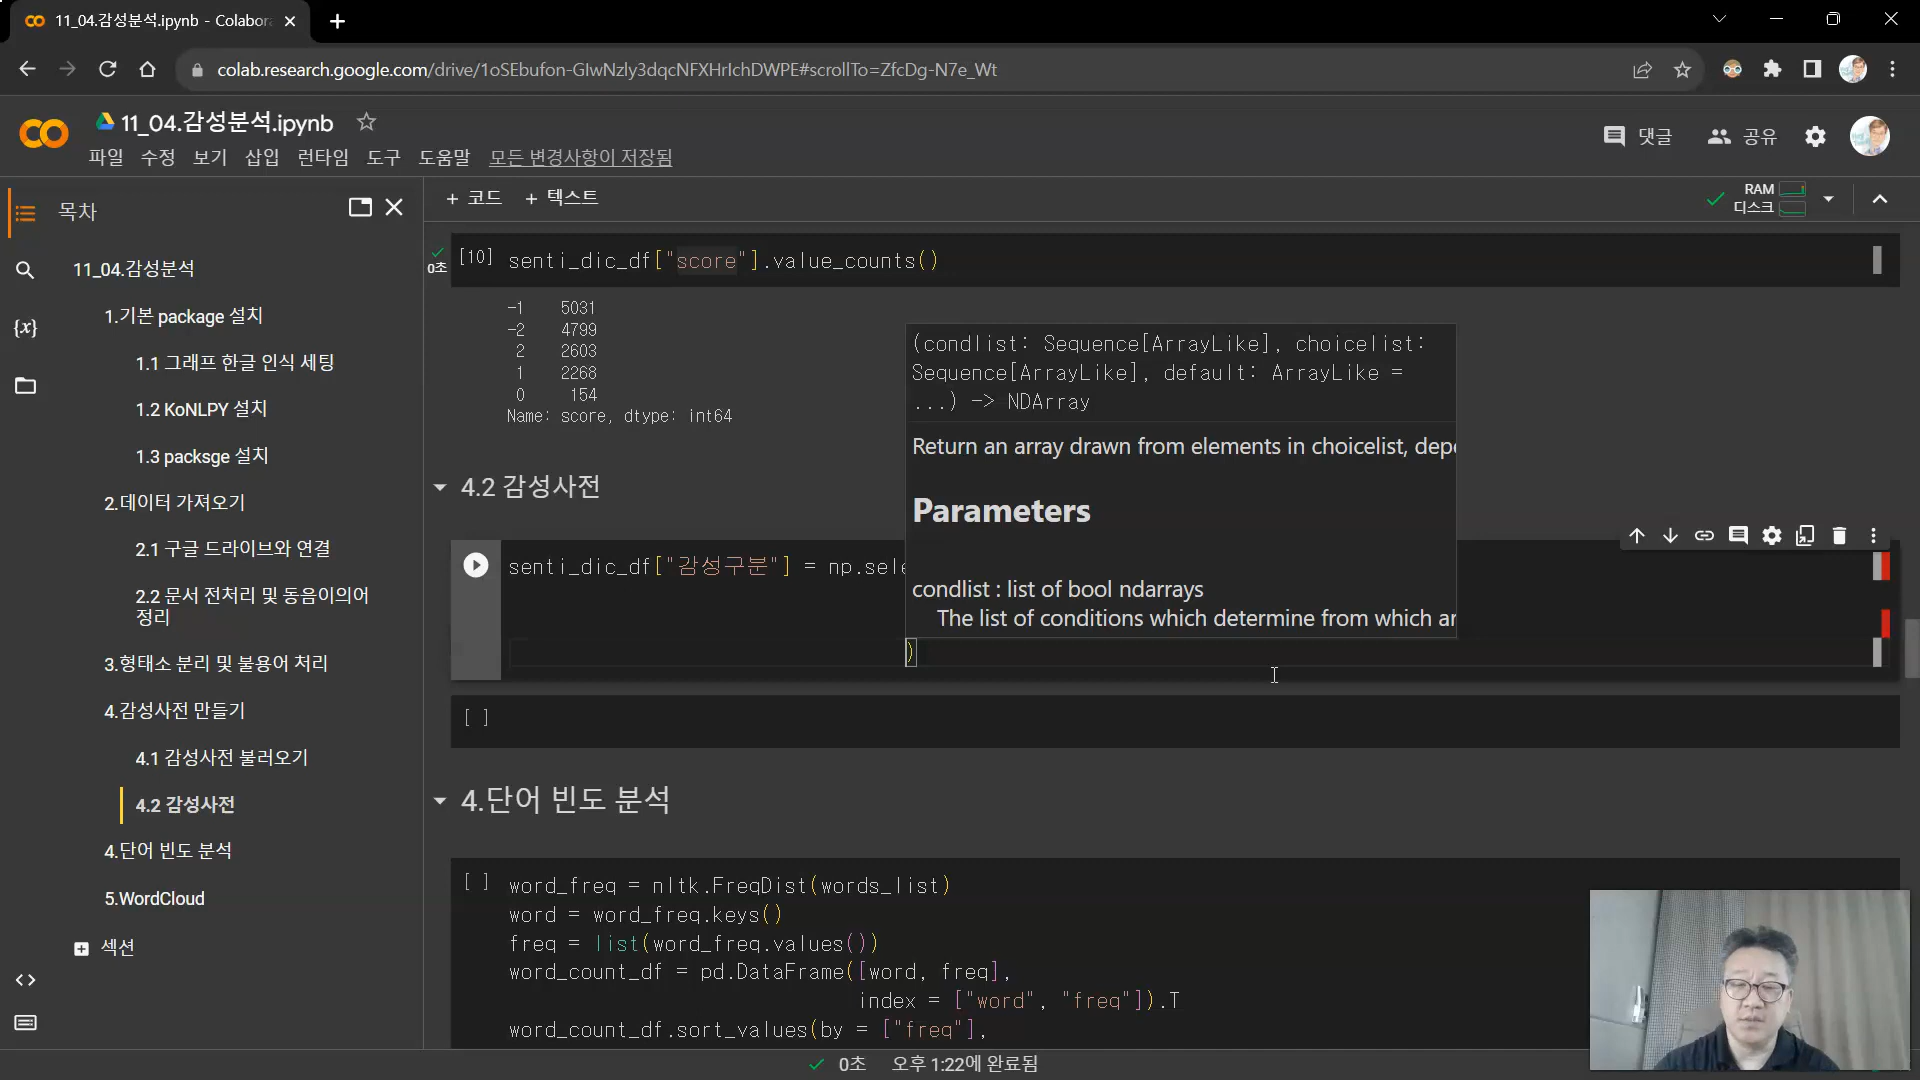 11_04.감성분석.ipynb - Colabor
colab.research.google.com/drive/1oSEbufon-GIwNzly3dqcNFXHrIchDWPE#scrollTo=ZfcDg-N7e_Wt
11_04.감성분석.ipynb
댓글 공유
파일 수정 보기 삽입 런타임 도구 도움말 모든 변경사항이 저장됨
목차
+ 코드 + 텍스트
RAM
디스크
11_04.감성분석
1.기본 package 설치
1.1 그래프 한글 인식 세팅
1.2 KoNLPY 설치
1.3 packsge 설치
2.데이터 가져오기
2.1 구글 드라이브와 연결
2.2 문서 전처리 및 동음이의어
정리
3.형태소 분리 및 불용어 처리
4.감성사전 만들기
4.1 감성사전 불러오기
4.2 감성사전
4.단어 빈도 분석
5.WordCloud
섹션
{x}
<>
0초
[10] senti_dic_df["score"].value_counts()
-1 5031
-2 4799
2 2603
1 2268
0 154
Name: score, dtype: int64
(condlist: Sequence[ArrayLike], choicelist:
Sequence[ArrayLike], default: ArrayLike =
...) -> NDArray
Return an array drawn from elements in choicelist, depe
Parameters
condlist : list of bool ndarrays
The list of conditions which determine from which ar
4.2 감성사전
senti_dic_df["감성구분"] = np.sele
)
[ ]
4.단어 빈도 분석
[ ] word_freq = nltk.FreqDist(words_list)
word = word_freq.keys()
freq = list(word_freq.values())
word_count_df = pd.DataFrame([word, freq],
index = ["word", "freq"]).T
word_count_df.sort_values(by = ["freq"],
0초 오후 1:22에 완료됨